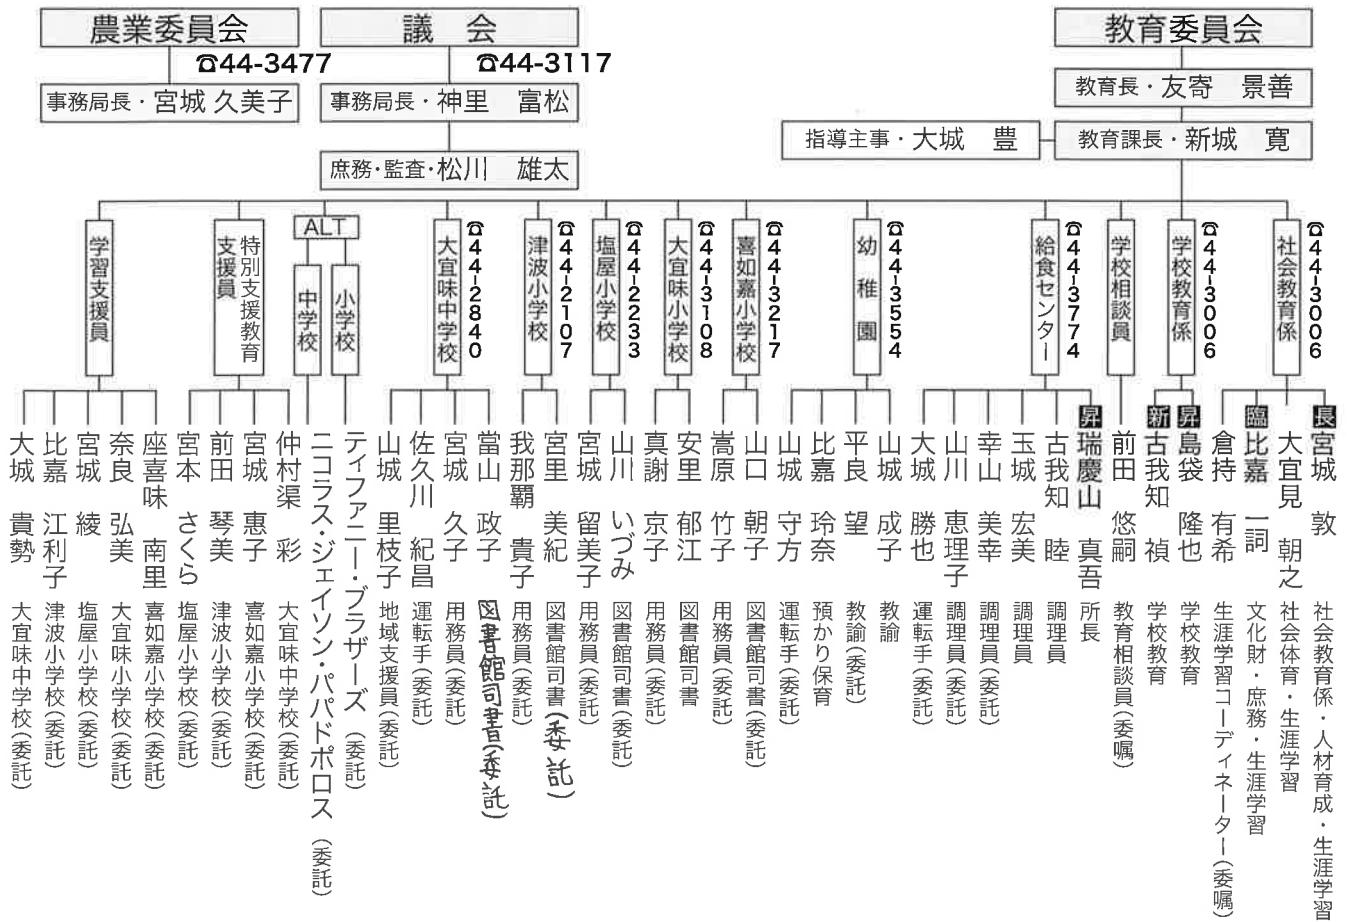 農業委員会
☎44-3477
事務局長・宮城 久美子
議　会
☎44-3117
事務局長・神里　富松
庶務・監査・松川　雄太
教育委員会
教育長・友寄　景善
教育課長・新城　寛
指導主事・大城　豊
社会教育係
☎44-3006
長 宮城　敦　社会教育係・人材育成・生涯学習
大宜見　朝之　社会体育・生涯学習
臨 比嘉　一詞　文化財・庶務・生涯学習
倉持　有希　生涯学習コーディネーター(委嘱)
学校教育係
☎44-3006
昇 島袋　隆也　学校教育
新 古我知　禎　学校教育
学校相談員
前田　悠嗣　教育相談員(委嘱)
給食センター
☎44-3774
昇 瑞慶山　真吾　所長
古我知　睦　調理員
玉城　宏美　調理員
幸山　美幸　調理員(委託)
山川　恵理子　調理員(委託)
大城　勝也　運転手(委託)
幼稚園
☎44-3554
山城　成子　教諭
平良　望　教諭(委託)
比嘉　玲奈　預かり保育
山城　守方　運転手(委託)
喜如嘉小学校
☎44-3217
山口　朝子　図書館司書(委託)
嵩原　竹子　用務員(委託)
大宜味小学校
☎44-3108
安里　郁江　図書館司書
真謝　京子　用務員(委託)
塩屋小学校
☎44-2233
山川　いづみ　図書館司書(委託)
宮城　留美子　用務員(委託)
津波小学校
☎44-2107
宮里　美紀　図書館司書(委託)
我那覇　貴子　用務員(委託)
大宜味中学校
☎44-2840
當山　政子　図書館司書(委託)
宮城　久子　用務員(委託)
佐久川　紀昌　運転手(委託)
山城　里枝子　地域支援員(委託)
ALT
小学校
ティファニー・ブラザーズ　(委託)
中学校
ニコラス・ジェイソン・パパドポロス　(委託)
特別支援教育
支援員
仲村渠　彩　大宜味中学校(委託)
宮城　惠子　喜如嘉小学校(委託)
前田　琴美　津波小学校(委託)
宮本　さくら　塩屋小学校(委託)
学習支援員
座喜味　南里　喜如嘉小学校(委託)
奈良　弘美　大宜味小学校(委託)
宮城　綾　塩屋小学校(委託)
比嘉　江利子　津波小学校(委託)
大城　貴勢　大宜味中学校(委託)